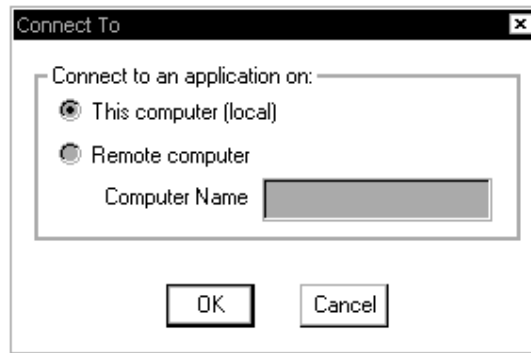 Connect To
Connect to an application on:
This computer (local)
Remote computer
Computer Name
OK Cancel